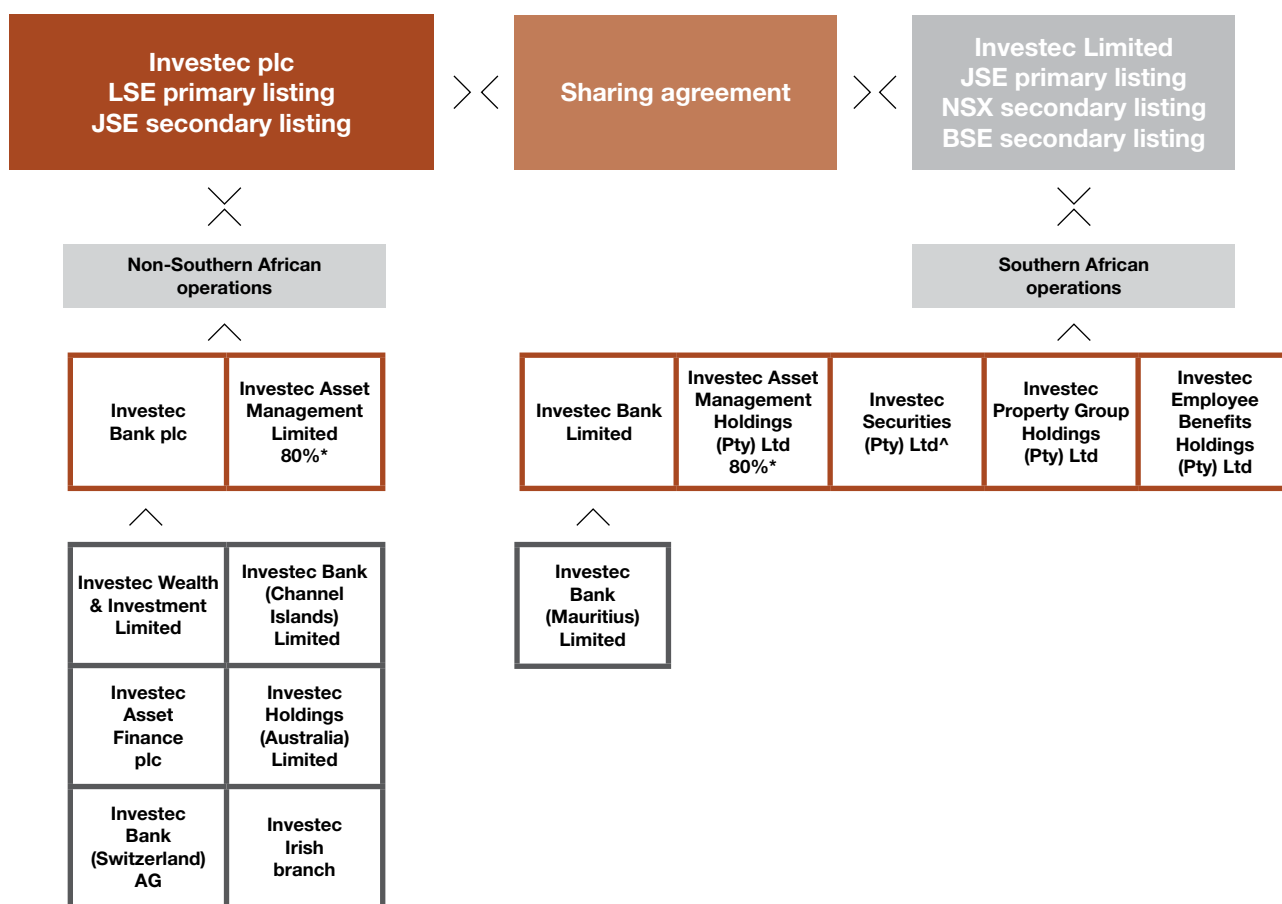 Investec plc
LSE primary listing
JSE secondary listing
Sharing agreement
Investec Limited
JSE primary listing
NSX secondary listing
BSE secondary listing
Non-Southern African
operations
Southern African
operations
Investec
Bank plc
Investec Asset
Management
Limited
80%*
Investec Bank
Limited
Investec Asset
Management
Holdings
(Pty) Ltd
80%*
Investec
Securities
(Pty) Ltd^
Investec
Property Group
Holdings
(Pty) Ltd
Investec
Employee
Benefits
Holdings
(Pty) Ltd
Investec Wealth
& Investment
Limited
Investec Bank
(Channel
Islands)
Limited
Investec
Bank
(Mauritius)
Limited
Investec
Asset
Finance
plc
Investec
Holdings
(Australia)
Limited
Investec
Bank
(Switzerland)
AG
Investec
Irish
branch